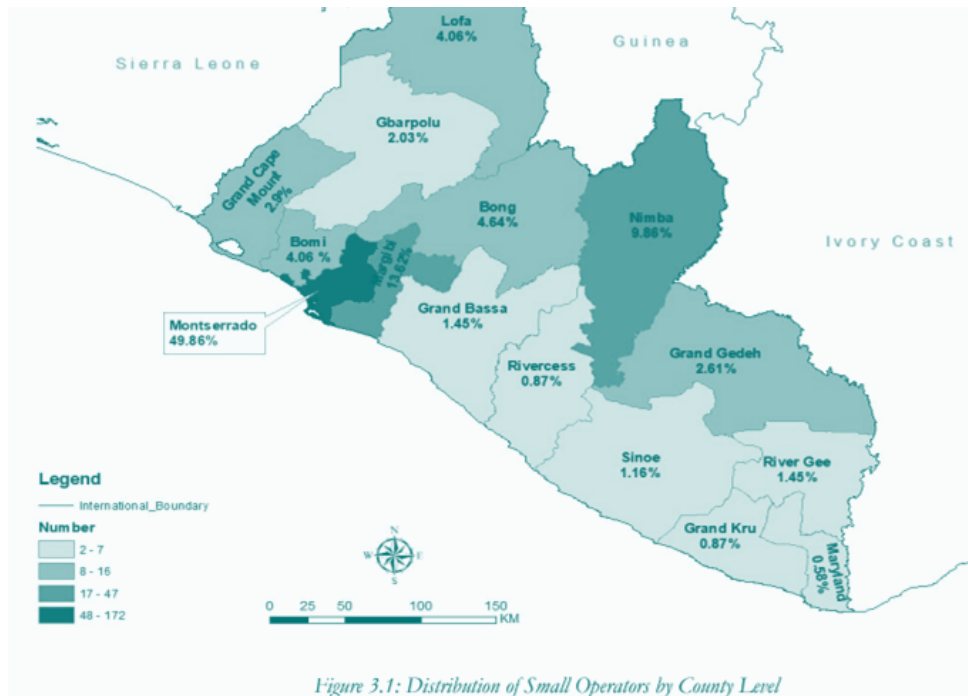 Lofa
4.06%
Guinea
Sierra Leone
Gbarpolu
2.03%
Grand Cape
Mount
2.9%
Bong
4.64%
Nimba
9.86%
Ivory Coast
Bomi
4.06 %
Margibi
13.62%
Grand Bassa
1.45%
Montserrado
49.86%
Rivercess
0.87%
Grand Gedeh
2.61%
Sinoe
1.16%
River Gee
1.45%
Grand Kru
0.87%
Maryland
0.58%
Legend
International_Boundary
Number
2 - 7
8 - 16
17 - 47
48 - 172
N
W E
S
0 25 50 100 150
KM
Figure 3.1: Distribution of Small Operators by County Level